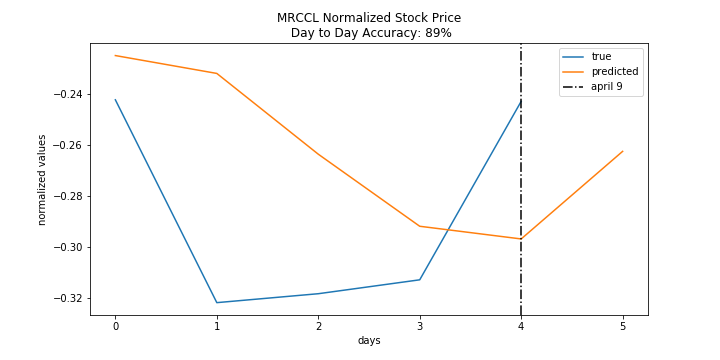 MRCCL Normalized Stock Price
Day to Day Accuracy: 89%
true
predicted
april 9
normalized values
−0.24
−0.26
−0.28
−0.30
−0.32
0 1 2 3 4 5
days